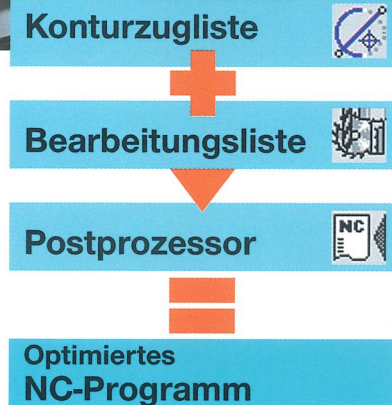 Konturzugliste
Bearbeitungsliste
Postprozessor
NC
Optimiertes
NC-Programm